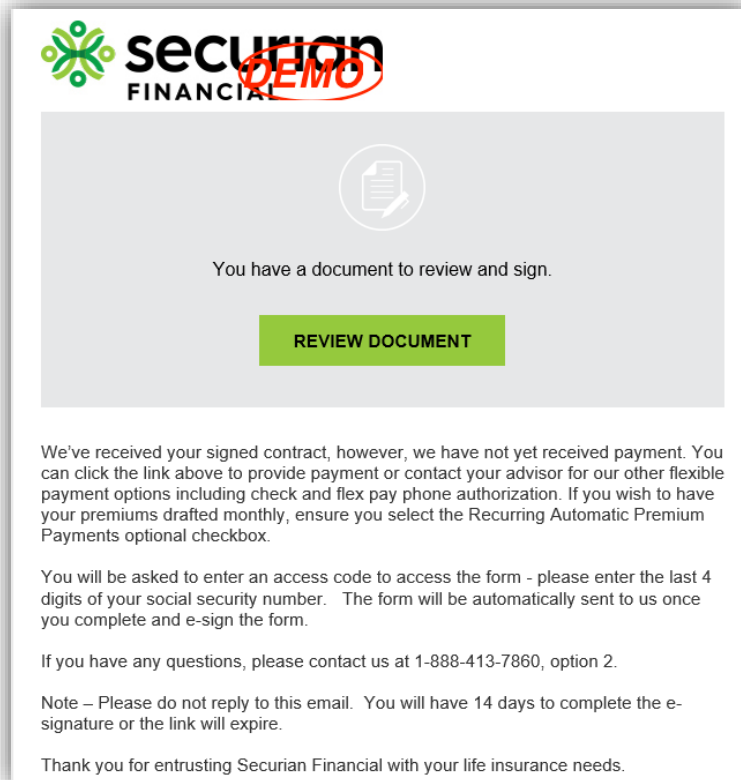 securian
DEMO
FINANCIAL
You have a document to review and sign.
REVIEW DOCUMENT
We've received your signed contract, however, we have not yet received payment. You
can click the link above to provide payment or contact your advisor for our other flexible
payment options including check and flex pay phone authorization. If you wish to have
your premiums drafted monthly, ensure you select the Recurring Automatic Premium
Payments optional checkbox.
You will be asked to enter an access code to access the form - please enter the last 4
digits of your social security number.   The form will be automatically sent to us once
you complete and e-sign the form.
If you have any questions, please contact us at 1-888-413-7860, option 2.
Note – Please do not reply to this email.  You will have 14 days to complete the e-
signature or the link will expire.
Thank you for entrusting Securian Financial with your life insurance needs.